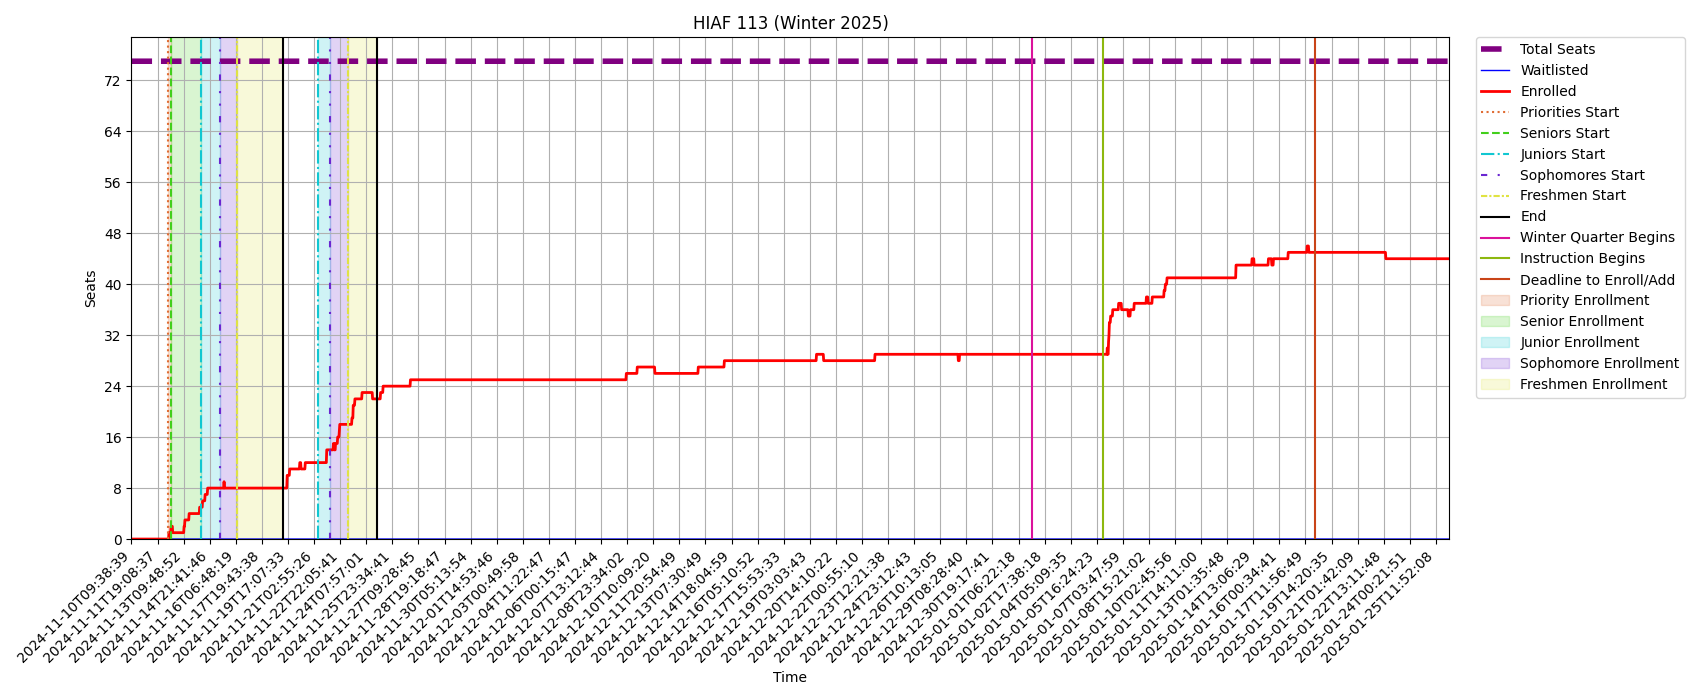 HIAF 113 (Winter 2025)
Seats
72
64
56
48
40
32
24
16
8
0
2024-11-10T09:38:39
2024-11-11T19:08:37
2024-11-13T09:48:52
2024-11-14T21:41:46
2024-11-16T06:48:19
2024-11-17T19:43:38
2024-11-19T17:07:33
2024-11-21T02:55:26
2024-11-22T22:05:41
2024-11-24T07:57:01
2024-11-25T23:34:41
2024-11-27T09:28:45
2024-11-28T19:18:47
2024-11-30T05:13:54
2024-12-01T14:53:46
2024-12-03T00:49:58
2024-12-04T11:22:47
2024-12-06T00:15:47
2024-12-07T13:12:44
2024-12-08T23:34:02
2024-12-10T10:09:20
2024-12-11T20:54:49
2024-12-13T07:30:49
2024-12-14T18:04:59
2024-12-16T05:10:52
2024-12-17T15:53:33
2024-12-19T03:03:43
2024-12-20T14:10:22
2024-12-22T00:55:10
2024-12-23T12:21:38
2024-12-24T23:12:43
2024-12-26T10:13:05
2024-12-29T08:28:40
2024-12-30T19:17:41
2025-01-01T06:22:18
2025-01-02T17:38:18
2025-01-04T05:09:35
2025-01-05T16:24:23
2025-01-07T03:47:59
2025-01-08T15:21:02
2025-01-10T02:45:56
2025-01-11T14:11:00
2025-01-13T01:35:48
2025-01-14T13:06:29
2025-01-16T00:34:41
2025-01-17T11:56:49
2025-01-19T14:20:35
2025-01-21T01:42:09
2025-01-22T13:11:48
2025-01-24T00:21:51
2025-01-25T11:52:08
Time
Total Seats
Waitlisted
Enrolled
Priorities Start
Seniors Start
Juniors Start
Sophomores Start
Freshmen Start
End
Winter Quarter Begins
Instruction Begins
Deadline to Enroll/Add
Priority Enrollment
Senior Enrollment
Junior Enrollment
Sophomore Enrollment
Freshmen Enrollment